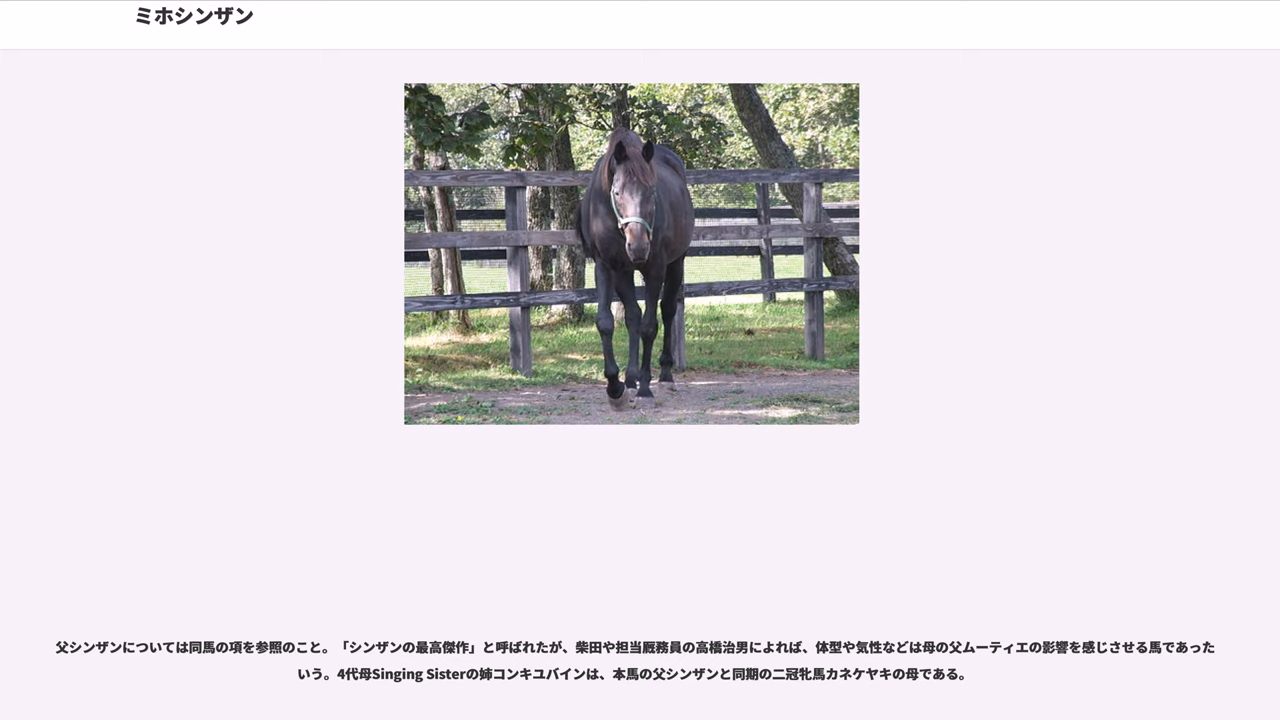 ミホシンザン
父シンザンについては同馬の項を参照のこと。「シンザンの最高傑作」と呼ばれたが、柴田や担当厩務員の高橋治男によれば、体型や気性などは母の父ムーティエの影響を感じさせる馬であった
いう。4代母Singing Sisterの姉コンキユバインは、本馬の父シンザンと同期の二冠牝馬カネケヤキの母である。